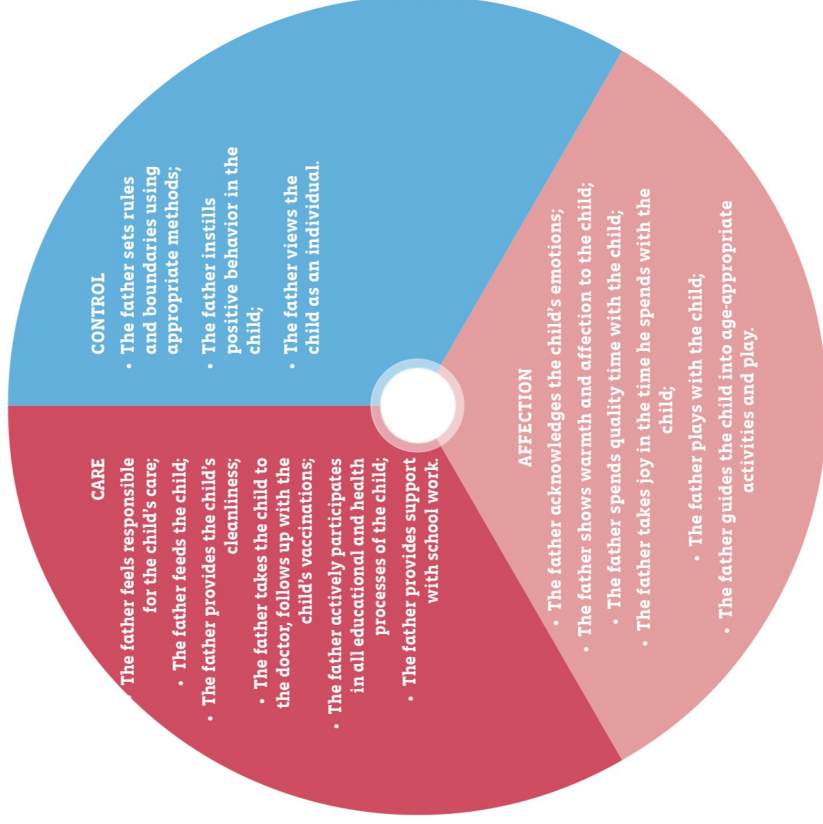 CARE
• The father feels responsible
for the child's care;
• The father feeds the child;
• The father provides the child's
cleanliness;
• The father takes the child to
the doctor, follows up with the
child's vaccinations;
• The father actively participates
in all educational and health
processes of the child;
• The father provides support
with school work.
CONTROL
• The father sets rules
and boundaries using
appropriate methods;
• The father instills
positive behavior in the
child;
• The father views the
child as an individual.
AFFECTION
• The father acknowledges the child's emotions;
• The father shows warmth and affection to the child;
• The father spends quality time with the child;
• The father takes joy in the time he spends with the
child;
• The father plays with the child;
• The father guides the child into age-appropriate
activities and play.